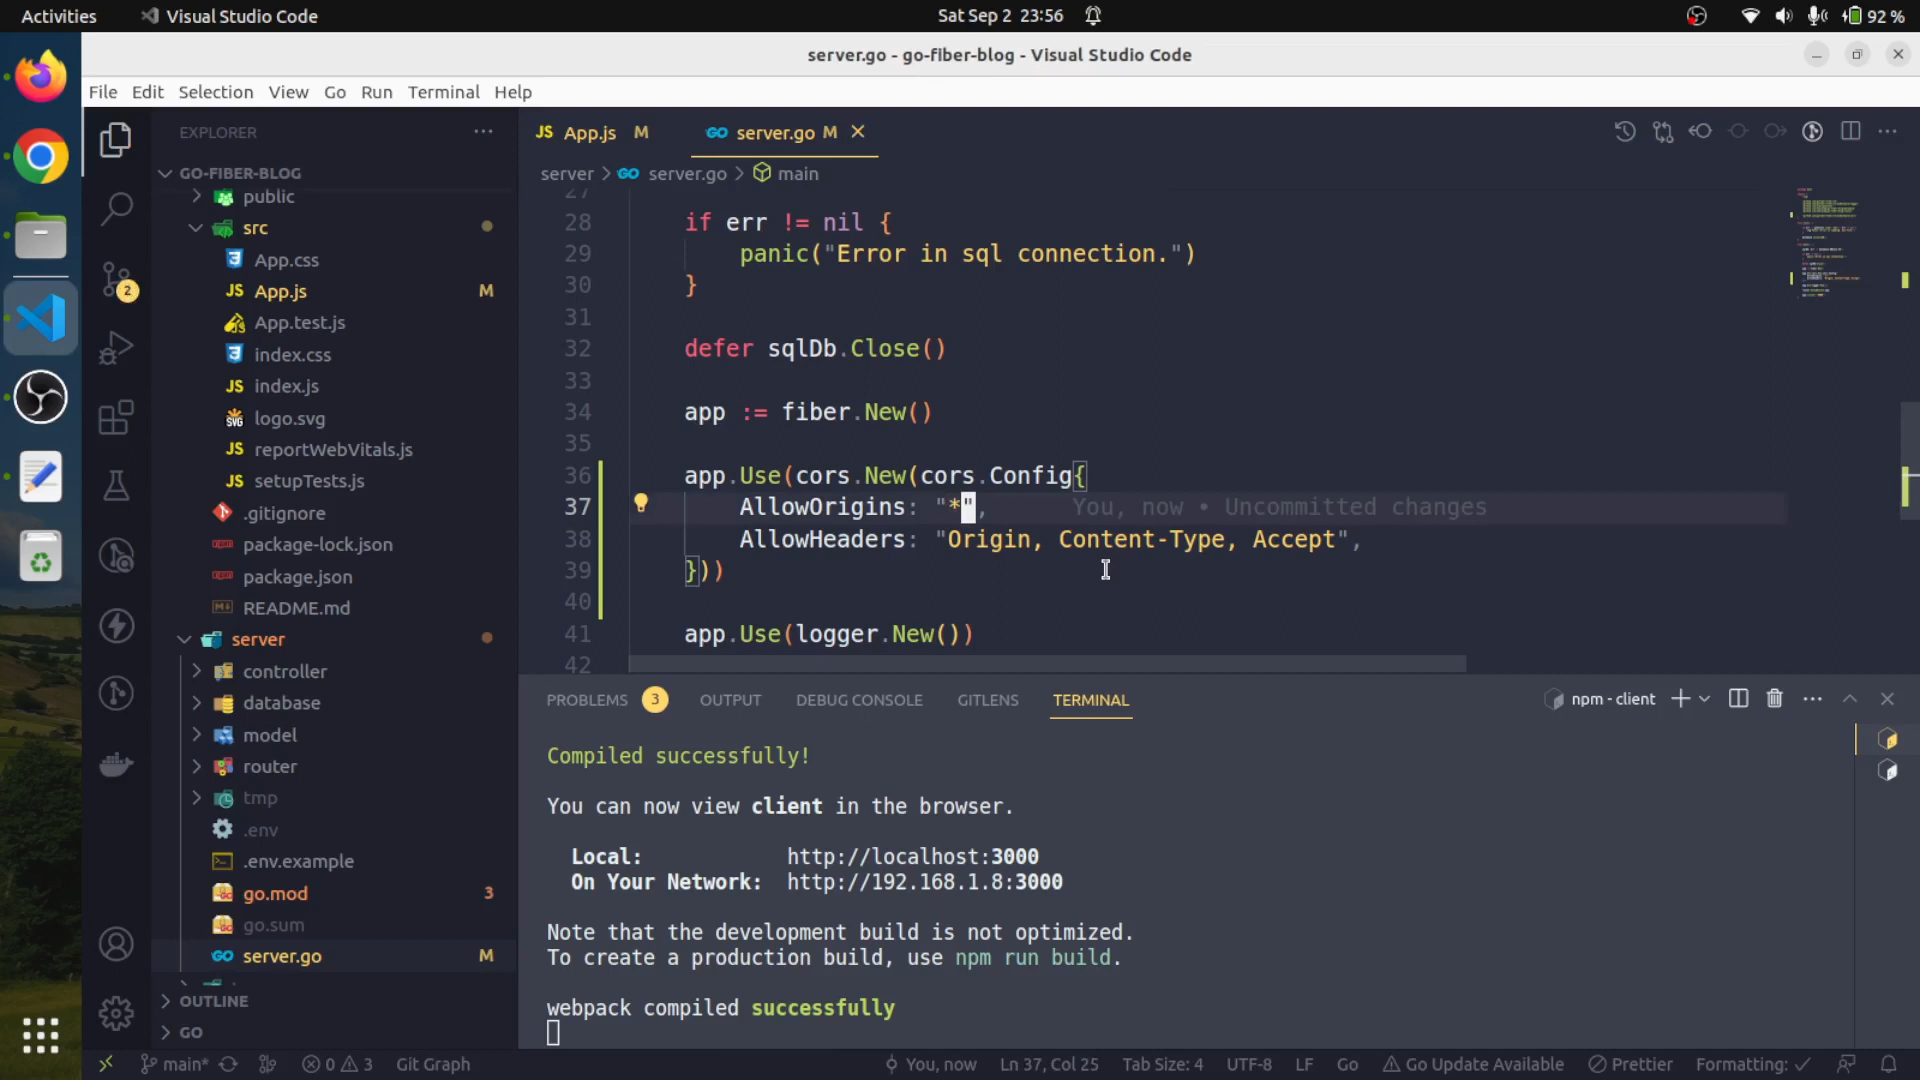 Activities
Visual Studio Code
Sat Sep 2 23:56
92 %
server.go - go-fiber-blog - Visual Studio Code
File Edit Selection View Go Run Terminal Help
EXPLORER
GO-FIBER-BLOG
public
src
App.css
App.js M
App.test.js
index.css
index.js
logo.svg
reportWebVitals.js
setupTests.js
.gitignore
package-lock.json
package.json
README.md
server
controller
database
model
router
tmp
.env
.env.example
go.mod 3
go.sum
server.go M
OUTLINE
GO
2
JS App.js M
server.go M
server > server.go > main
27
28 if err != nil {
29 panic("Error in sql connection.")
30 }
31
32 defer sqlDb.Close()
33
34 app := fiber.New()
35
36 app.Use(cors.New(cors.Config{
37 AllowOrigins: "*", You, now • Uncommitted changes
38 AllowHeaders: "Origin, Content-Type, Accept",
39 }))
40
41 app.Use(logger.New())
42
PROBLEMS 3 OUTPUT DEBUG CONSOLE GITLENS TERMINAL
npm - client
Compiled successfully!
You can now view client in the browser.
Local: http://localhost:3000
On Your Network: http://192.168.1.8:3000
Note that the development build is not optimized.
To create a production build, use npm run build.
webpack compiled successfully
main* 0 3 Git Graph You, now Ln 37, Col 25 Tab Size: 4 UTF-8 LF Go Go Update Available Prettier Formatting: ✓